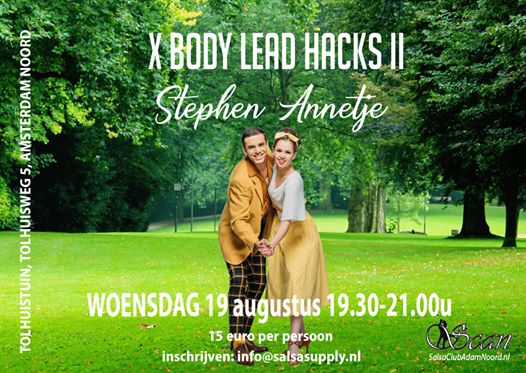 X BODY LEAD HACKS II
Stephen Annetje
TOLHUISTUIN, TOLHUISWEG 5, AMSTERDAM NOORD
WOENSDAG 19 augustus 19.30-21.00u
15 euro per persoon
inschrijven: info@salsasupply.nl
Scan
SalsaClubAdamNoord.nl